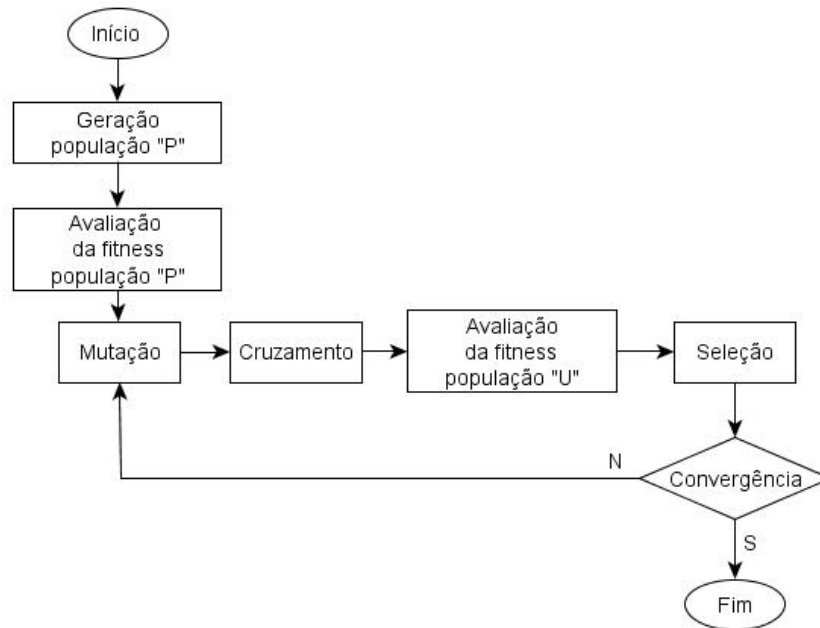 Início
Geração
população "P"
Avaliação
da fitness
população "P"
Mutação
Cruzamento
Avaliação
da fitness
população "U"
Seleção
Convergência
N
S
Fim